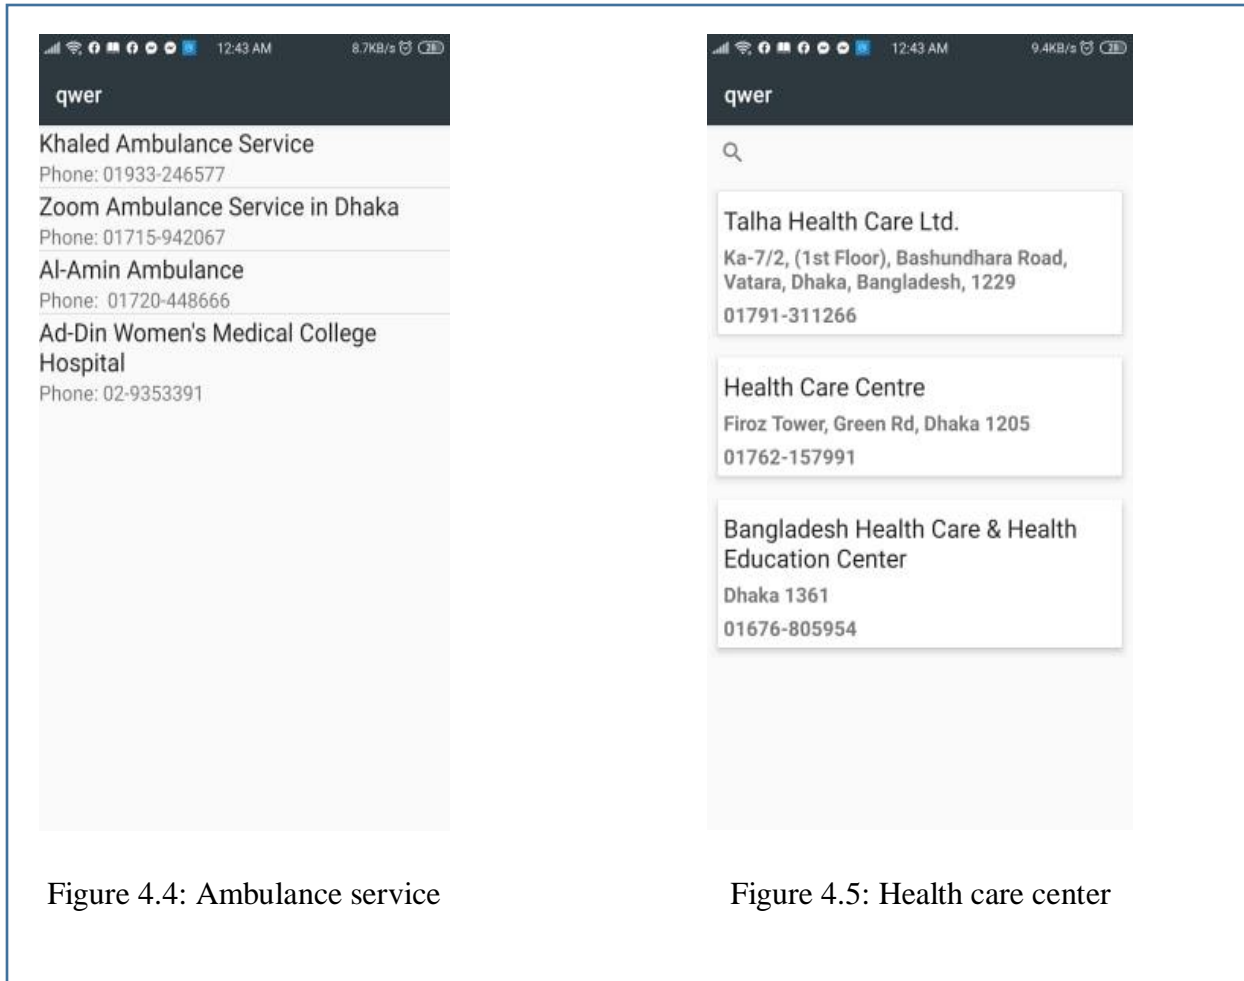 12:43 AM
8.7KB/s
28
qwer
Khaled Ambulance Service
Phone: 01933-246577
Zoom Ambulance Service in Dhaka
Phone: 01715-942067
Al-Amin Ambulance
Phone:  01720-448666
Ad-Din Women's Medical College
Hospital
Phone: 02-9353391
Figure 4.4: Ambulance service
12:43 AM
9.4KB/s
28
qwer
Talha Health Care Ltd.
Ka-7/2, (1st Floor), Bashundhara Road,
Vatara, Dhaka, Bangladesh, 1229
01791-311266
Health Care Centre
Firoz Tower, Green Rd, Dhaka 1205
01762-157991
Bangladesh Health Care & Health
Education Center
Dhaka 1361
01676-805954
Figure 4.5: Health care center